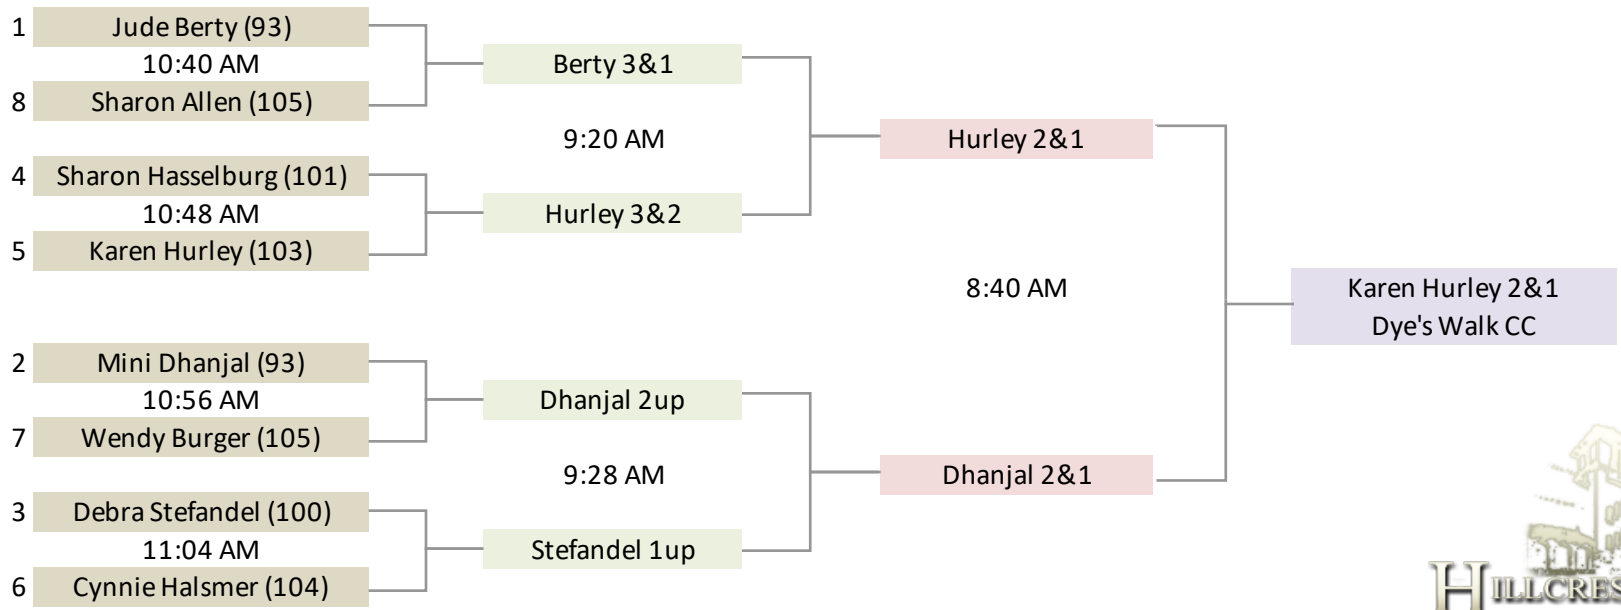 1 Jude Berty (93)
10:40 AM
8 Sharon Allen (105)
Berty 3&1
9:20 AM
4 Sharon Hasselburg (101)
10:48 AM
5 Karen Hurley (103)
Hurley 3&2
Hurley 2&1
8:40 AM
Karen Hurley 2&1
Dye's Walk CC
2 Mini Dhanjal (93)
10:56 AM
7 Wendy Burger (105)
Dhanjal 2up
9:28 AM
3 Debra Stefandel (100)
11:04 AM
6 Cynnie Halsmer (104)
Stefandel 1up
Dhanjal 2&1
HILLCRES